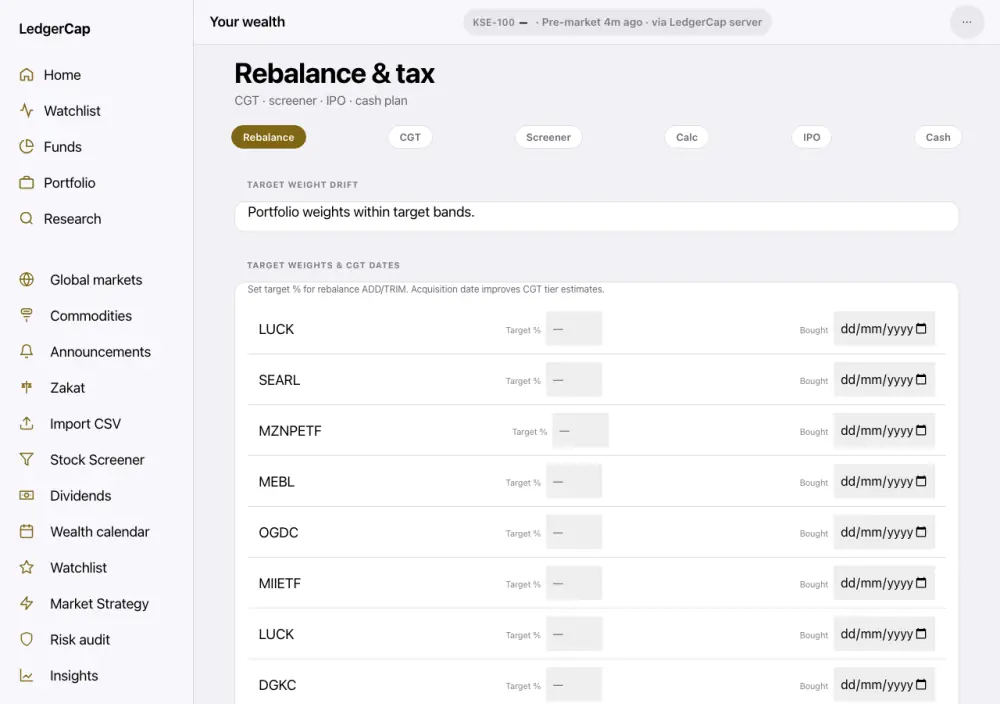 LedgerCap
Home
Watchlist
Funds
Portfolio
Research
Global markets
Commodities
Announcements
Zakat
Import CSV
Stock Screener
Dividends
Wealth calendar
Watchlist
Market Strategy
Risk audit
Insights
Your wealth
KSE-100 — · Pre-market 4m ago · via LedgerCap server
...
Rebalance & tax
CGT · screener · IPO · cash plan
Rebalance CGT Screener Calc IPO Cash
TARGET WEIGHT DRIFT
Portfolio weights within target bands.
TARGET WEIGHTS & CGT DATES
Set target % for rebalance ADD/TRIM. Acquisition date improves CGT tier estimates.
LUCK Target % — Bought dd/mm/yyyy
SEARL Target % — Bought dd/mm/yyyy
MZNPETF Target % — Bought dd/mm/yyyy
MEBL Target % — Bought dd/mm/yyyy
OGDC Target % — Bought dd/mm/yyyy
MIIETF Target % — Bought dd/mm/yyyy
LUCK Target % — Bought dd/mm/yyyy
DGKC Target % — Bought dd/mm/yyyy